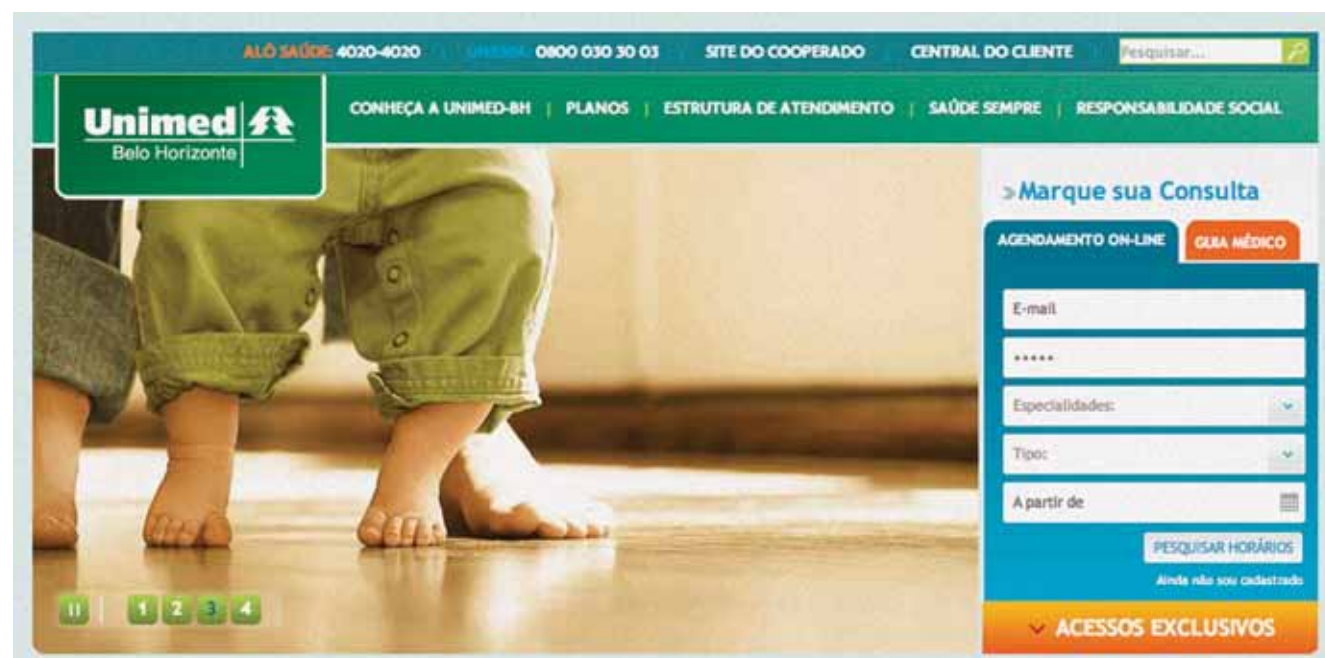 ALÔ SAÚDE: 4020-4020 0800 030 30 03 SITE DO COOPERADO CENTRAL DO CLIENTE Pesquisar...
Unimed
Belo Horizonte
CONHEÇA A UNIMED-BH | PLANOS | ESTRUTURA DE ATENDIMENTO | SAÚDE SEMPRE | RESPONSABILIDADE SOCIAL
» Marque sua Consulta
AGENDAMENTO ON-LINE GUIA MÉDICO
E-mail
•••••
Especialidades:
Tipo:
A partir de
PESQUISAR HORÁRIOS
Ainda não sou cadastrado
ACESSOS EXCLUSIVOS
1 2 3 4